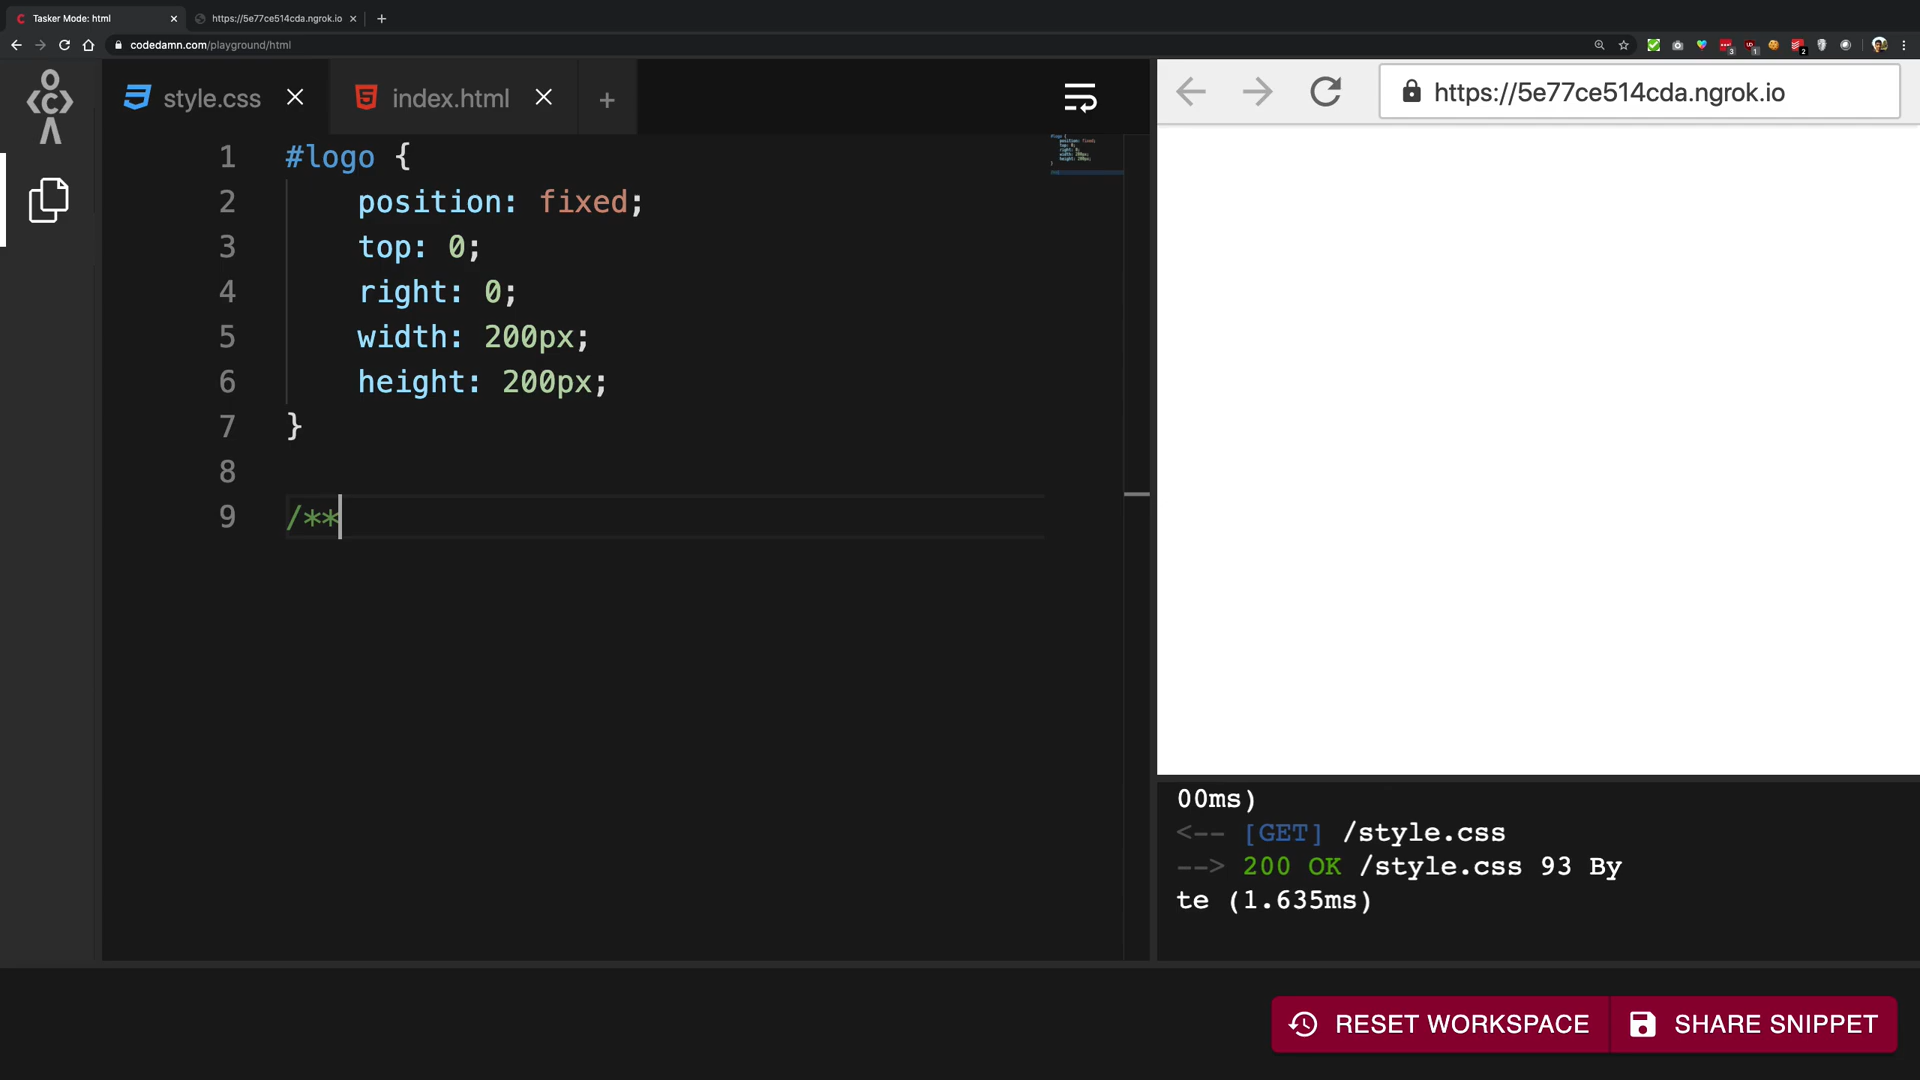 Tasker Mode: html
https://5e77ce514cda.ngrok.io
codedamn.com/playground/html
style.css
index.html
https://5e77ce514cda.ngrok.io
1 #logo {
2 position: fixed;
3 top: 0;
4 right: 0;
5 width: 200px;
6 height: 200px;
7 }
8
9 /**
00ms)
<-- [GET] /style.css
--> 200 OK /style.css 93 By
te (1.635ms)
RESET WORKSPACE
SHARE SNIPPET